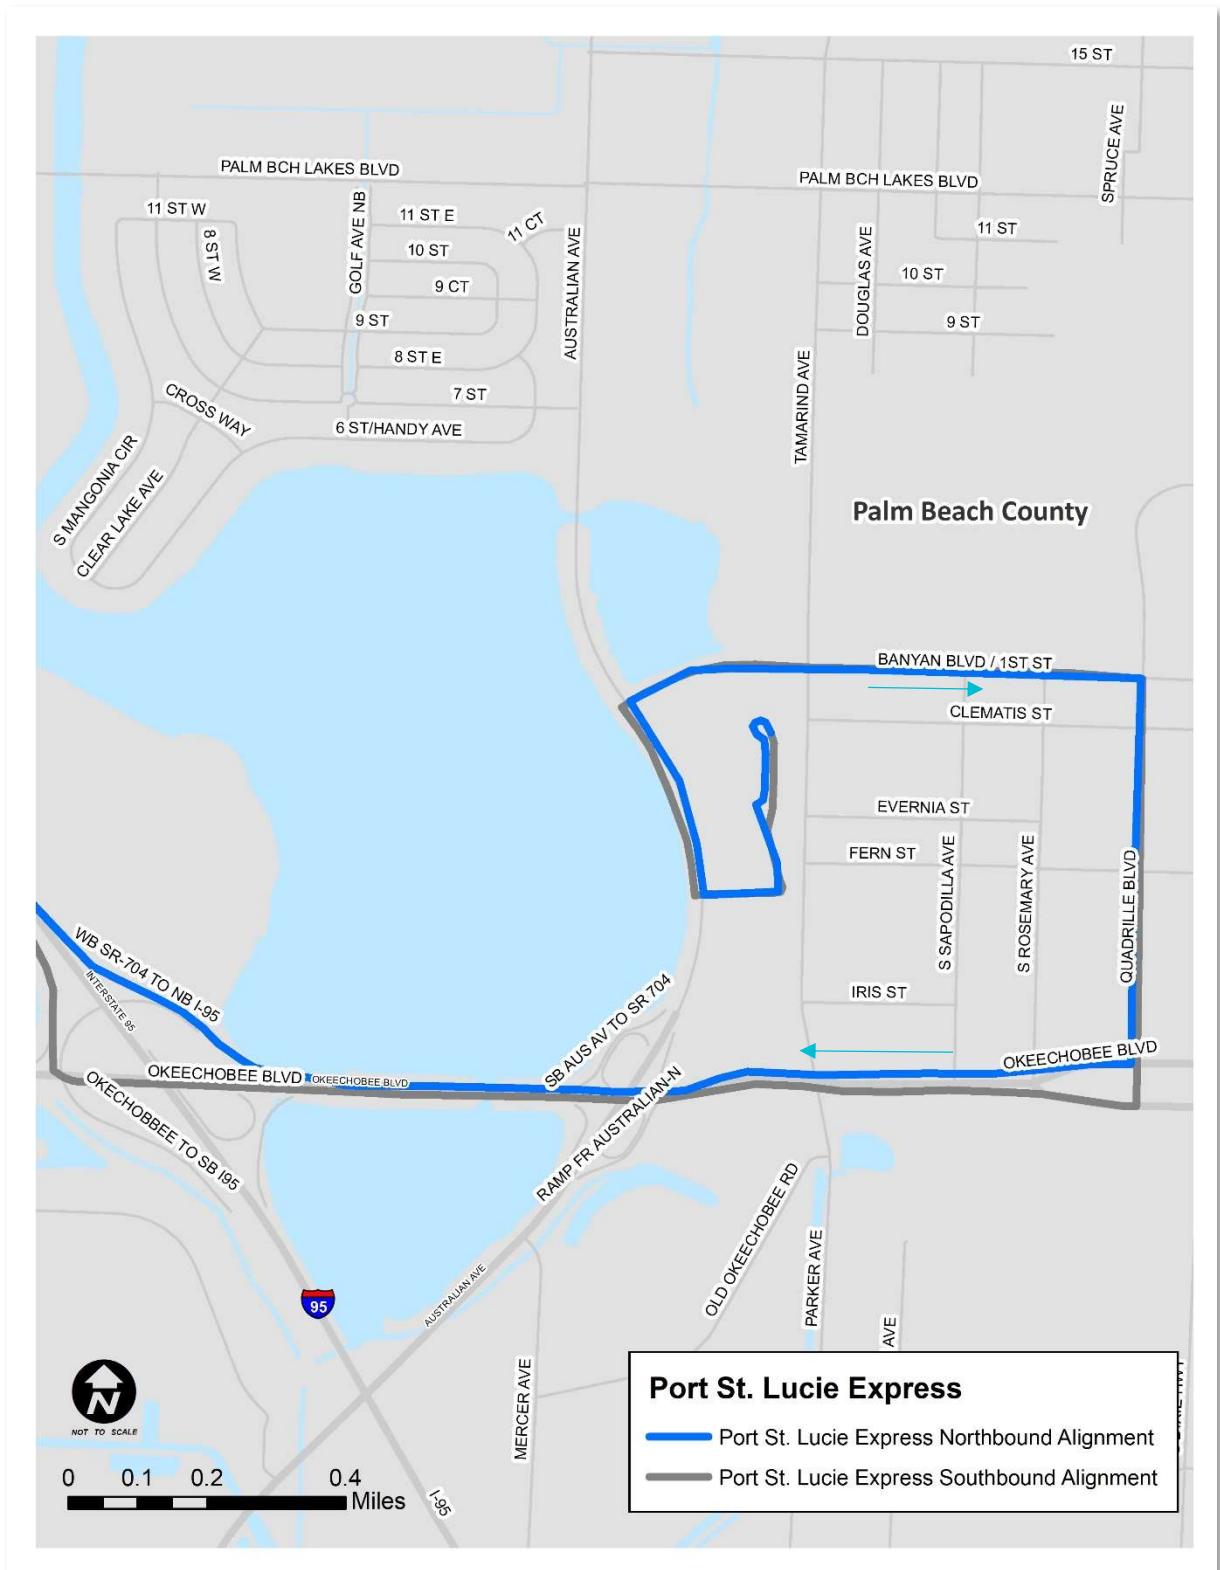 15 ST
SPRUCE AVE
PALM BCH LAKES BLVD
PALM BCH LAKES BLVD
11 ST W
8 ST W
GOLF AVE NB
11 ST E
11 CT
10 ST
9 CT
9 ST
8 ST E
7 ST
6 ST/HANDY AVE
AUSTRALIAN AVE
DOUGLAS AVE
11 ST
10 ST
9 ST
TAMARIND AVE
CROSS WAY
S MANGONIA CIR
CLEAR LAKE AVE
Palm Beach County
BANYAN BLVD / 1ST ST
CLEMATIS ST
EVERNIA ST
FERN ST
S SAPODILLA AVE
S ROSEMARY AVE
QUADRILLE BLVD
WB SR-704 TO NB I-95
INTERSTATE 95
SB AUS AV TO SR 704
IRIS ST
OKEECHOBEE BLVD
OKEECHOBEE BLVD
OKEECHOBEE BLVD
OKECHOBBEE TO SB I95
RAMP FR AUSTRALIAN-N
OLD OKEECHOBEE RD
PARKER AVE
AUSTRALIAN AVE
95
AVE
MERCER AVE
I-95
N
NOT TO SCALE
0 0.1 0.2 0.4
Miles
Port St. Lucie Express
Port St. Lucie Express Northbound Alignment
Port St. Lucie Express Southbound Alignment